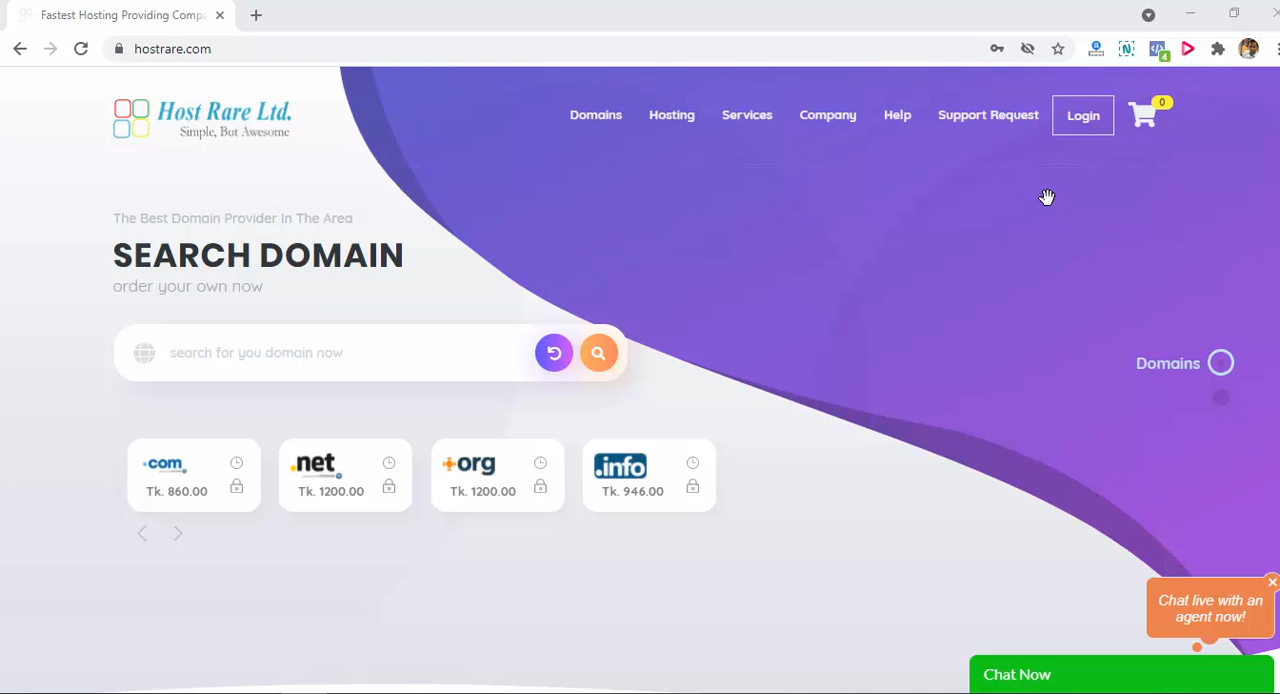 Fastest Hosting Providing Comp
hostrare.com
4
Host Rare Ltd.
Simple, But Awesome
Domains
Hosting
Services
Company
Help
Support Request
Login
0
The Best Domain Provider In The Area
SEARCH DOMAIN
order your own now
search for you domain now
Domains
.com
Tk. 860.00
.net
Tk. 1200.00
org
Tk. 1200.00
.info
Tk. 946.00
Chat live with an
agent now!
Chat Now